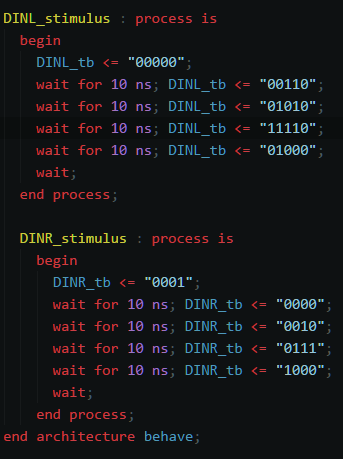 DINL_stimulus : process is
begin
DINL_tb <= "00000";
wait for 10 ns; DINL_tb <= "00110";
wait for 10 ns; DINL_tb <= "01010";
wait for 10 ns; DINL_tb <= "11110";
wait for 10 ns; DINL_tb <= "01000";
wait;
end process;
DINR_stimulus : process is
begin
DINR_tb <= "0001";
wait for 10 ns; DINR_tb <= "0000";
wait for 10 ns; DINR_tb <= "0010";
wait for 10 ns; DINR_tb <= "0111";
wait for 10 ns; DINR_tb <= "1000";
wait;
end process;
end architecture behave;